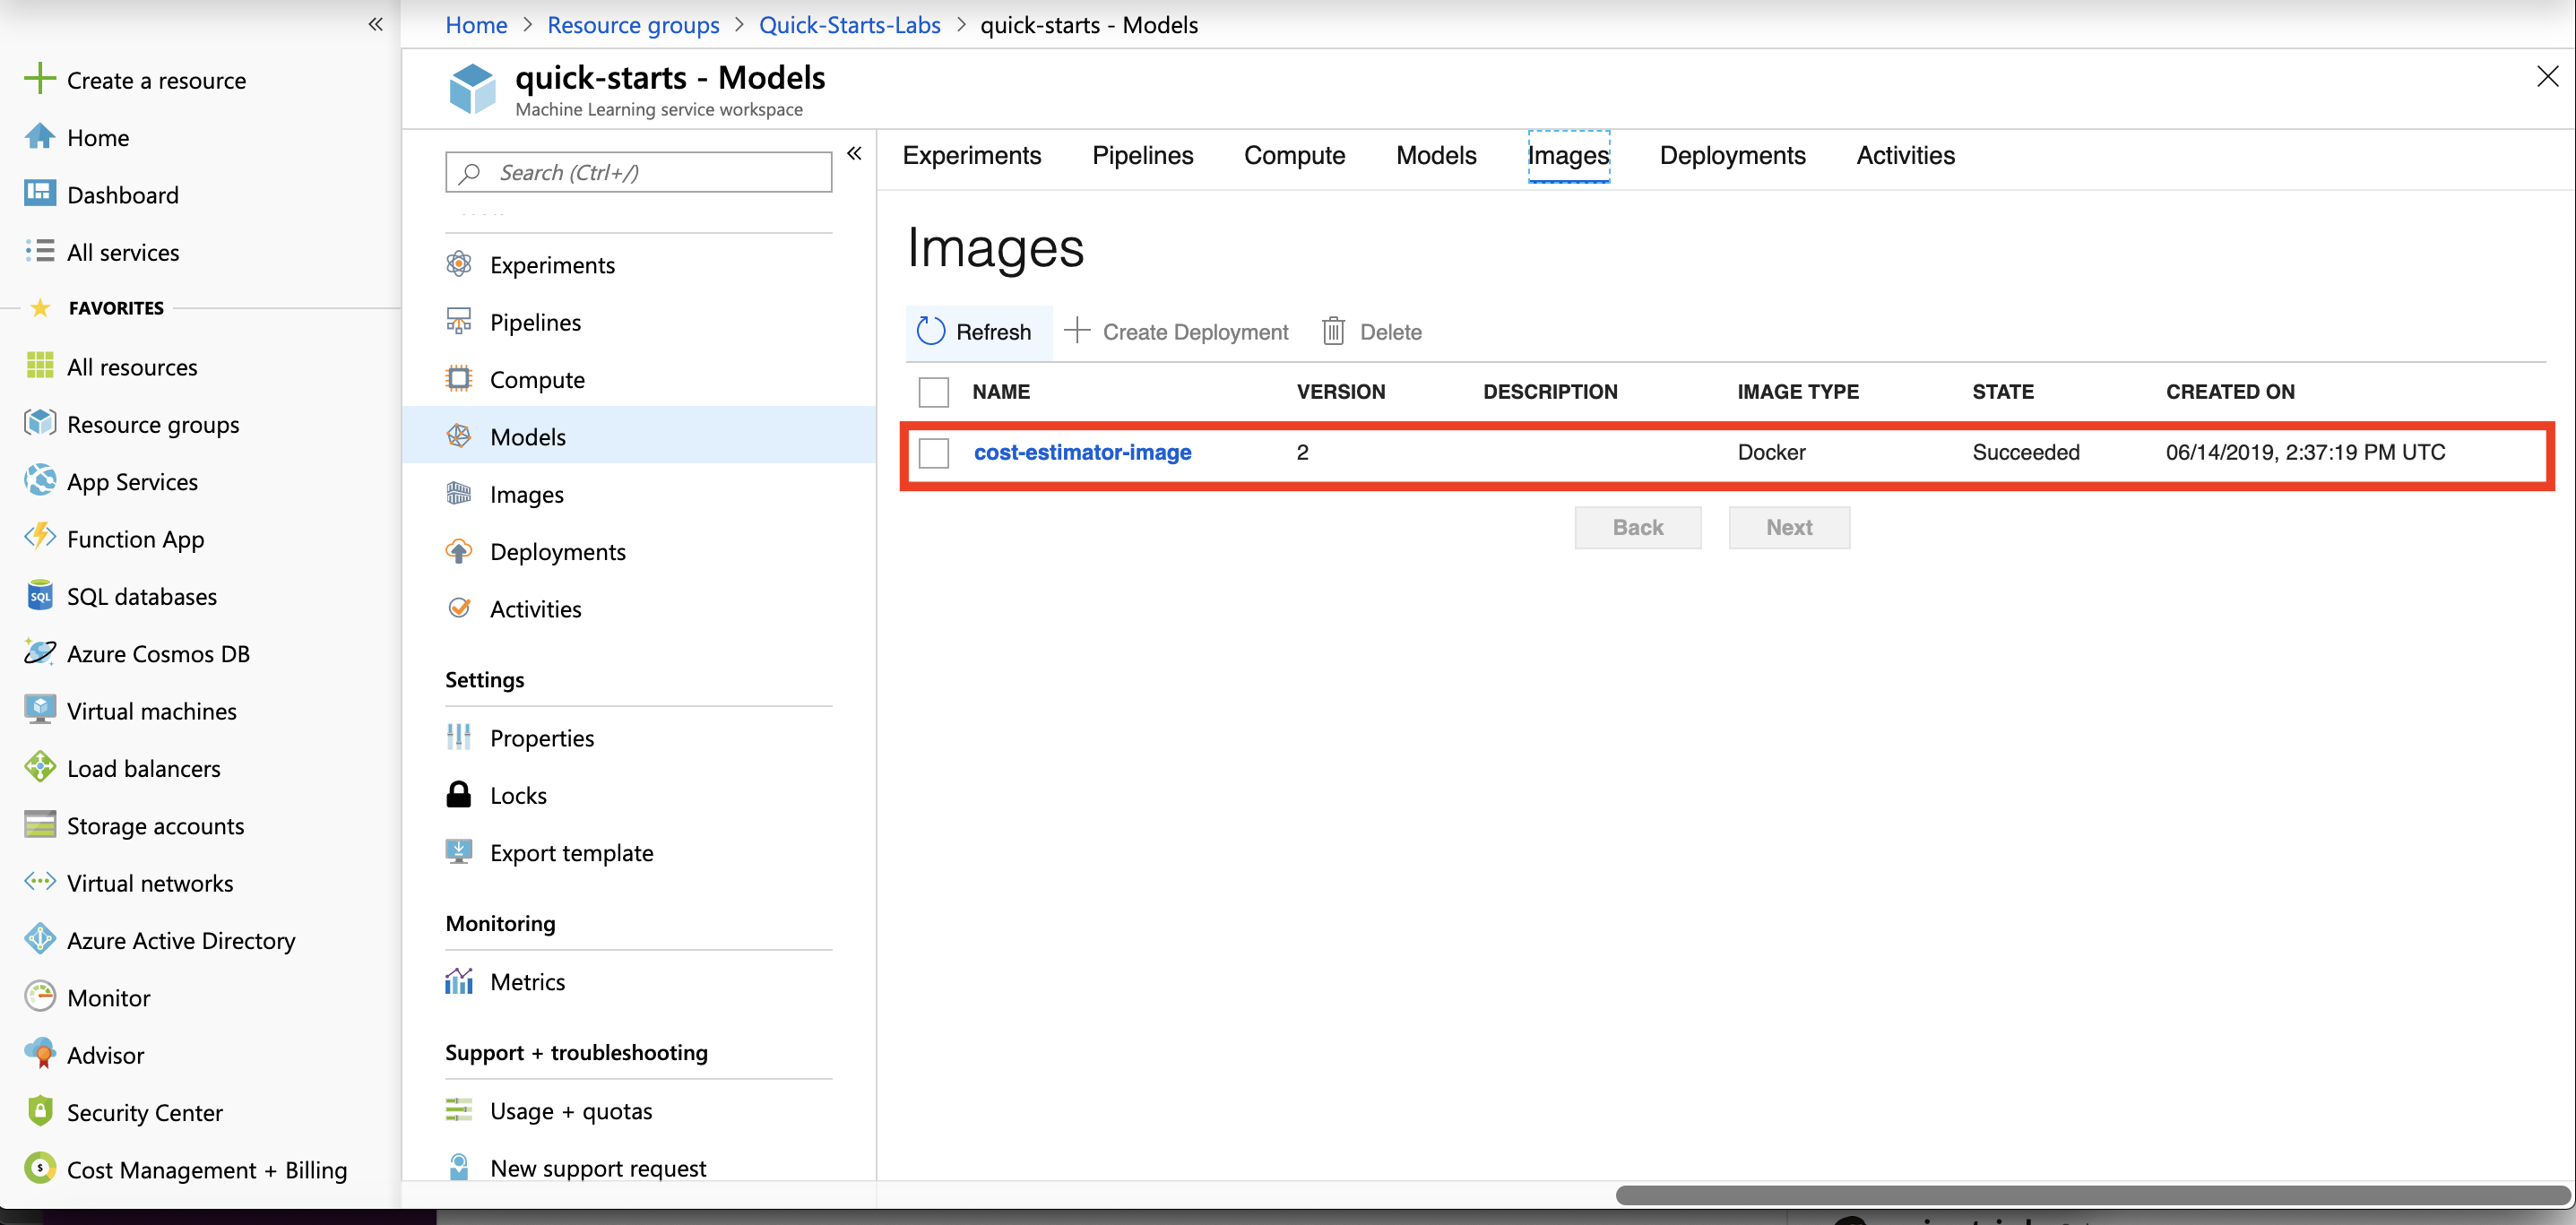 Home > Resource groups > Quick-Starts-Labs > quick-starts - Models
Create a resource
Home
Dashboard
All services
FAVORITES
All resources
Resource groups
App Services
Function App
SQL databases
Azure Cosmos DB
Virtual machines
Load balancers
Storage accounts
Virtual networks
Azure Active Directory
Monitor
Advisor
Security Center
Cost Management + Billing
quick-starts - Models
Machine Learning service workspace
Search (Ctrl+/)
Experiments
Pipelines
Compute
Models
Images
Deployments
Activities
Settings
Properties
Locks
Export template
Monitoring
Metrics
Support + troubleshooting
Usage + quotas
New support request
Experiments Pipelines Compute Models Images Deployments Activities
Images
Refresh Create Deployment Delete
NAME VERSION DESCRIPTION IMAGE TYPE STATE CREATED ON
cost-estimator-image 2 Docker Succeeded 06/14/2019, 2:37:19 PM UTC
Back Next